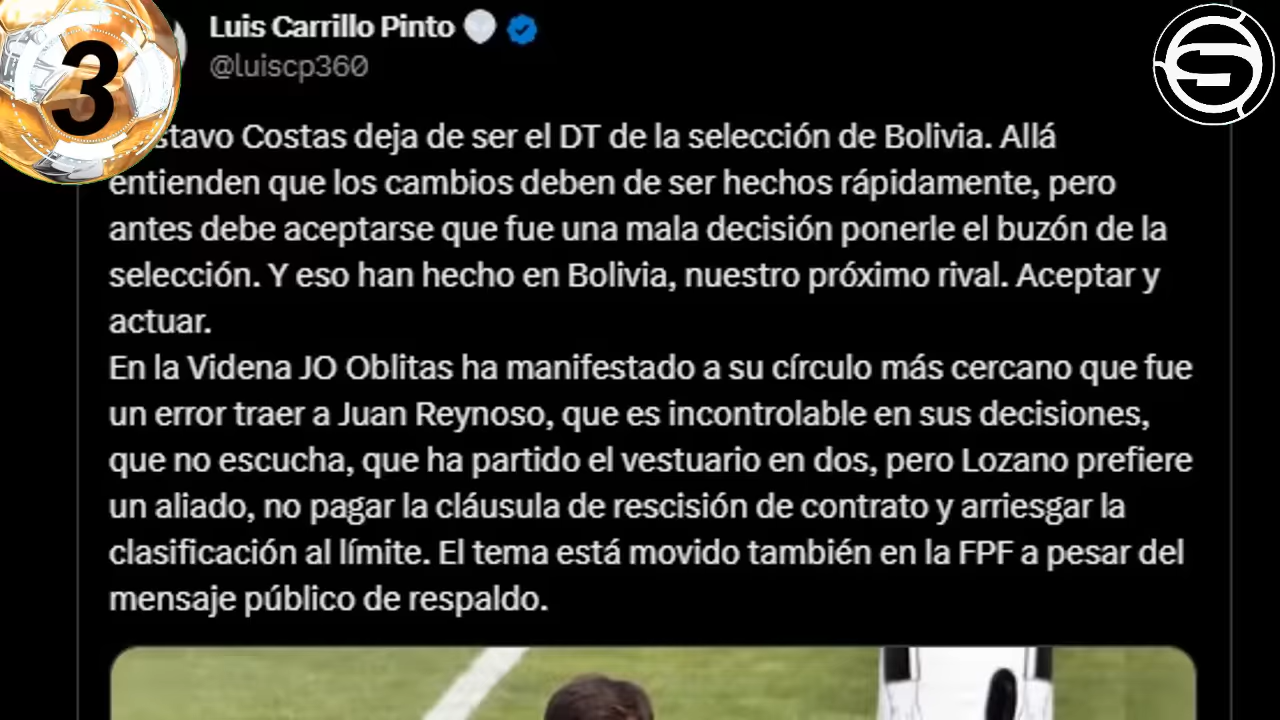 Luis Carrillo Pinto
@luiscp360
3
stavo Costas deja de ser el DT de la selección de Bolivia. Allá
entienden que los cambios deben de ser hechos rápidamente, pero
antes debe aceptarse que fue una mala decisión ponerle el buzón de la
selección. Y eso han hecho en Bolivia, nuestro próximo rival. Aceptar y
actuar.
En la Videna JO Oblitas ha manifestado a su círculo más cercano que fue
un error traer a Juan Reynoso, que es incontrolable en sus decisiones,
que no escucha, que ha partido el vestuario en dos, pero Lozano prefiere
un aliado, no pagar la cláusula de rescisión de contrato y arriesgar la
clasificación al límite. El tema está movido también en la FPF a pesar del
mensaje público de respaldo.